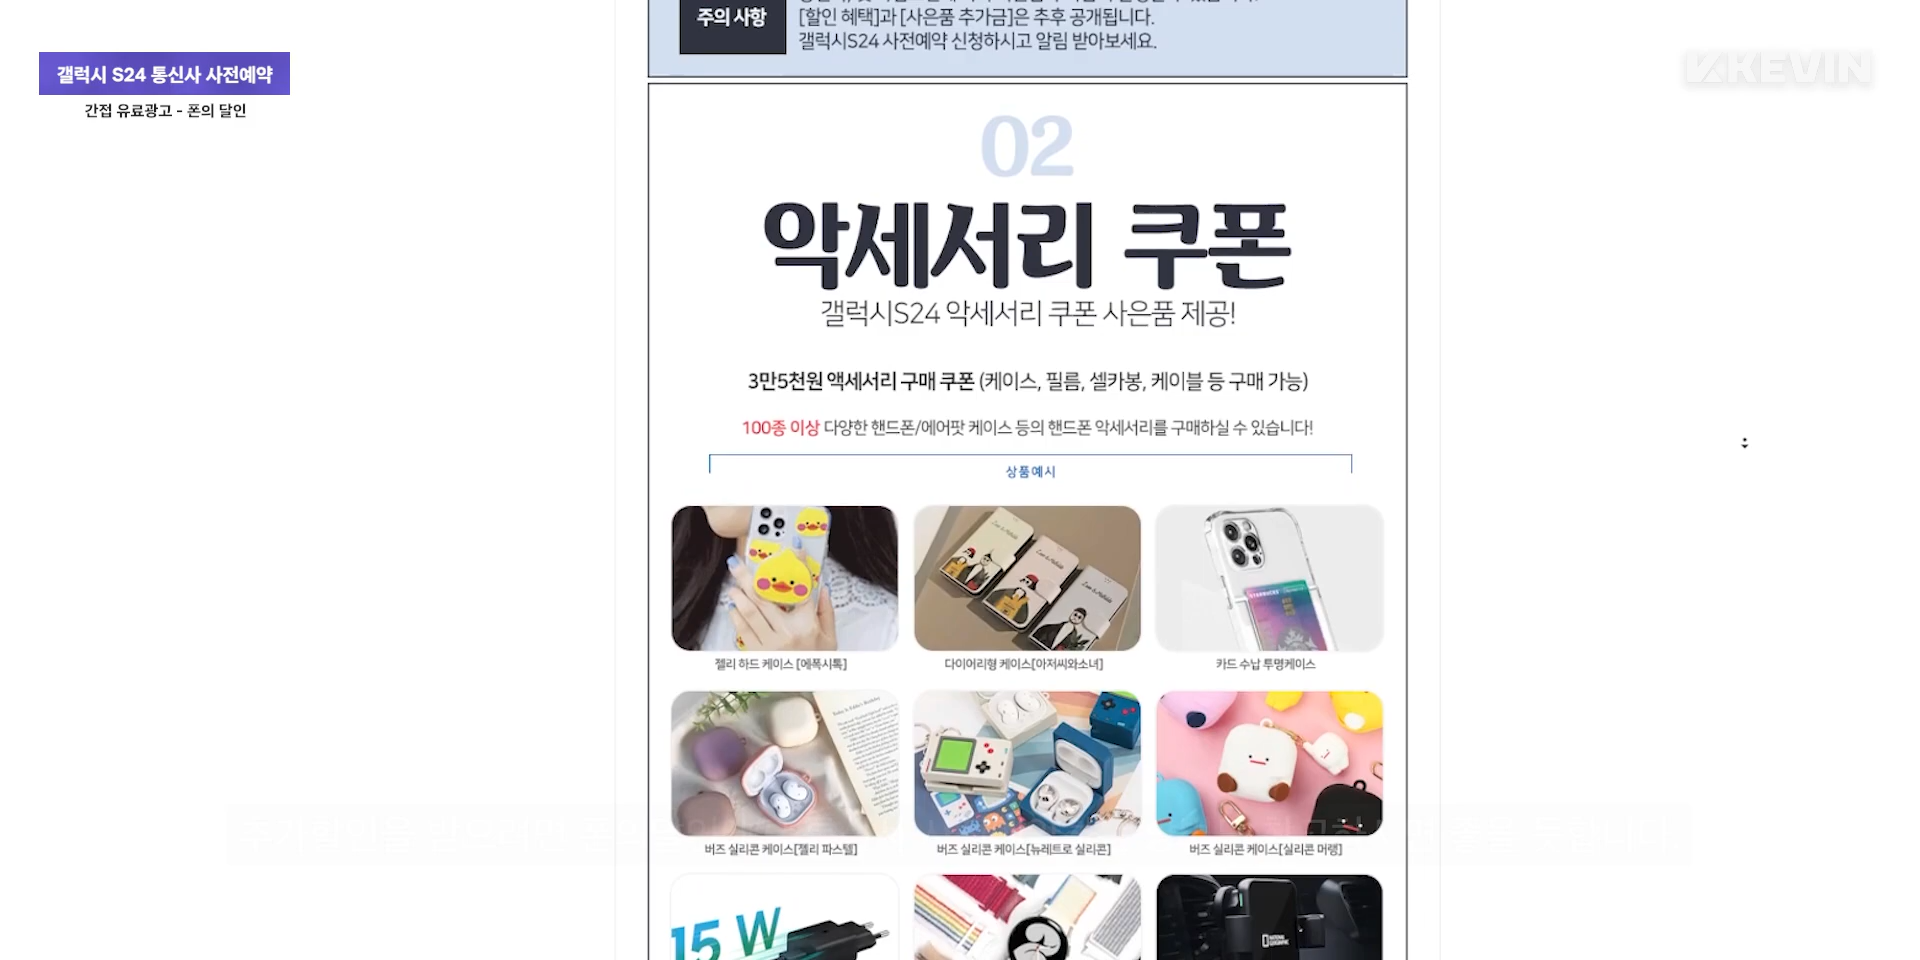 갤럭시 S24 통신사 사전예약
간접 유료광고 - 폰의 달인
KEVIN
주의 사항
[할인 혜택]과 [사은품 추가금]은 추후 공개됩니다.
갤럭시S24 사전예약 신청하시고 알림 받아보세요.
02
악세서리 쿠폰
갤럭시S24 악세서리 쿠폰 사은품 제공!
3만5천원 액세서리 구매 쿠폰 (케이스, 필름, 셀카봉, 케이블 등 구매 가능)
100종 이상 다양한 핸드폰/에어팟 케이스 등의 핸드폰 악세서리를 구매하실 수 있습니다!
상품예시
젤리 하드 케이스 [에폭시톡]
다이어리형 케이스[아저씨와소녀]
카드 수납 투명케이스
버즈 실리콘 케이스[젤리 파스텔]
버즈 실리콘 케이스[뉴레트로 실리콘]
버즈 실리콘 케이스[실리콘 머랭]
15 W
NATIONAL GEOGRAPHIC